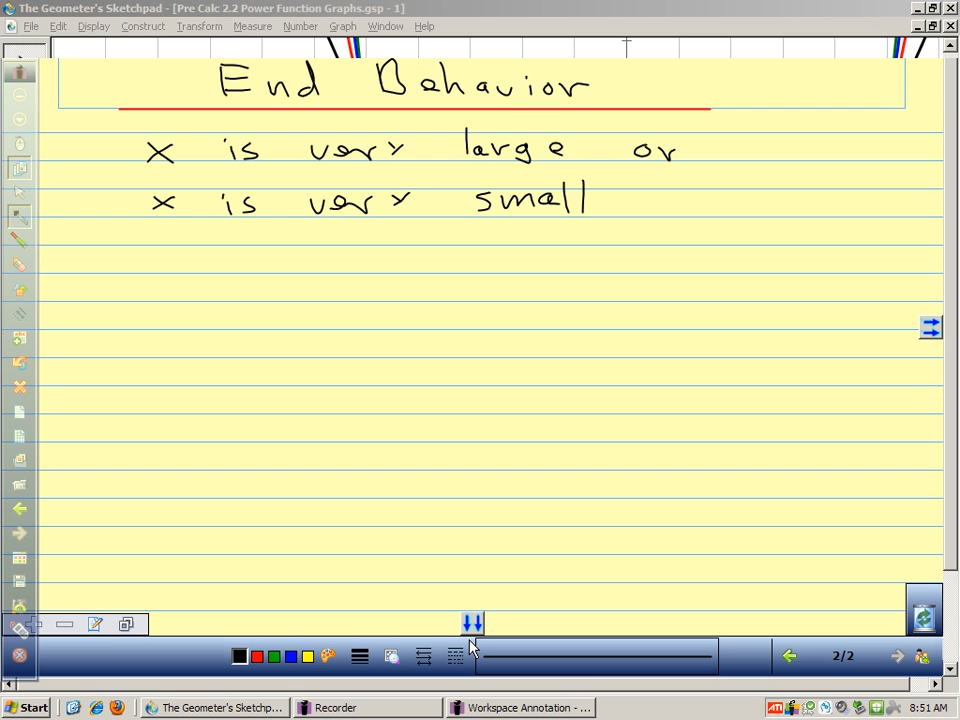 The Geometer's Sketchpad - [Pre Calc 2.2 Power Function Graphs.gsp - 1]
File Edit Display Construct Transform Measure Number Graph Window Help
End Behavior
x is very large or
x is very small
2/2
Start The Geometer's Sketchp... Recorder Workspace Annotation - ... ATI 8:51 AM